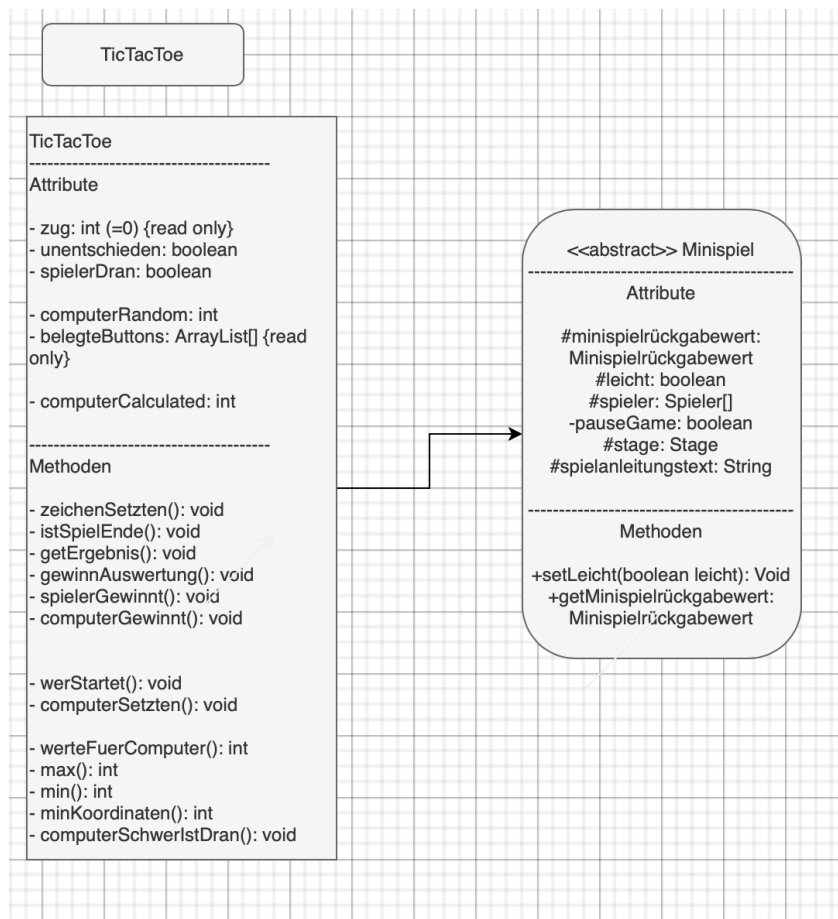 TicTacToe
TicTacToe
----------------------------------------
Attribute
- zug: int (=0) {read only}
- unentschieden: boolean
- spielerDran: boolean
- computerRandom: int
- belegteButtons: ArrayList[] {read
only}
- computerCalculated: int
----------------------------------------
Methoden
- zeichenSetzten(): void
- istSpielEnde(): void
- getErgebnis(): void
- gewinnAuswertung(): void
- spielerGewinnt(): void
- computerGewinnt(): void
- werStartet(): void
- computerSetzten(): void
- werteFuerComputer(): int
- max(): int
- min(): int
- minKoordinaten(): int
- computerSchwerIstDran(): void
<<abstract>> Minispiel
--------------------------------------------
Attribute
#minispielrückgabewert:
Minispielrückgabewert
#leicht: boolean
#spieler: Spieler[]
-pauseGame: boolean
#stage: Stage
#spielanleitungstext: String
--------------------------------------------
Methoden
+setLeicht(boolean leicht): Void
+getMinispielrückgabewert:
Minispielrückgabewert